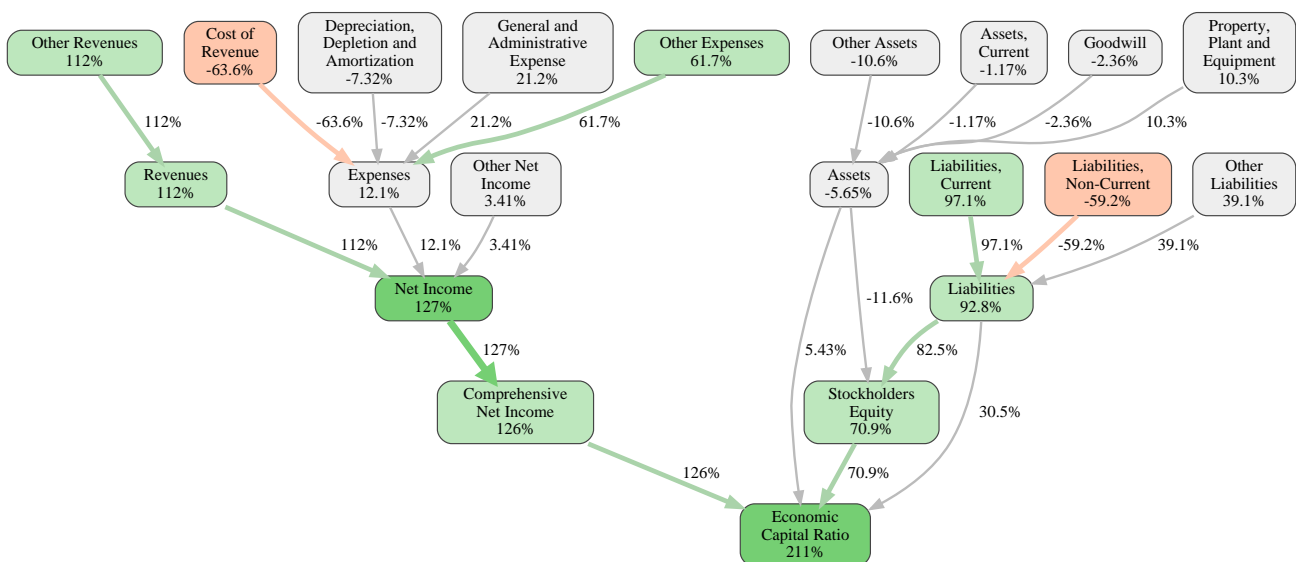 Other Revenues
112%
Cost of
Revenue
-63.6%
Depreciation,
Depletion and
Amortization
-7.32%
General and
Administrative
Expense
21.2%
Other Expenses
61.7%
Other Assets
-10.6%
Assets,
Current
-1.17%
Goodwill
-2.36%
Property,
Plant and
Equipment
10.3%
112%
-63.6%
-7.32%
21.2%
61.7%
-10.6%
-1.17%
-2.36%
10.3%
Revenues
112%
Expenses
12.1%
Other Net
Income
3.41%
Assets
-5.65%
Liabilities,
Current
97.1%
Liabilities,
Non-Current
-59.2%
Other
Liabilities
39.1%
112%
12.1%
3.41%
97.1%
-59.2%
39.1%
Net Income
127%
-11.6%
Liabilities
92.8%
127%
5.43%
82.5%
Comprehensive
Net Income
126%
Stockholders
Equity
70.9%
30.5%
126%
70.9%
Economic
Capital Ratio
211%